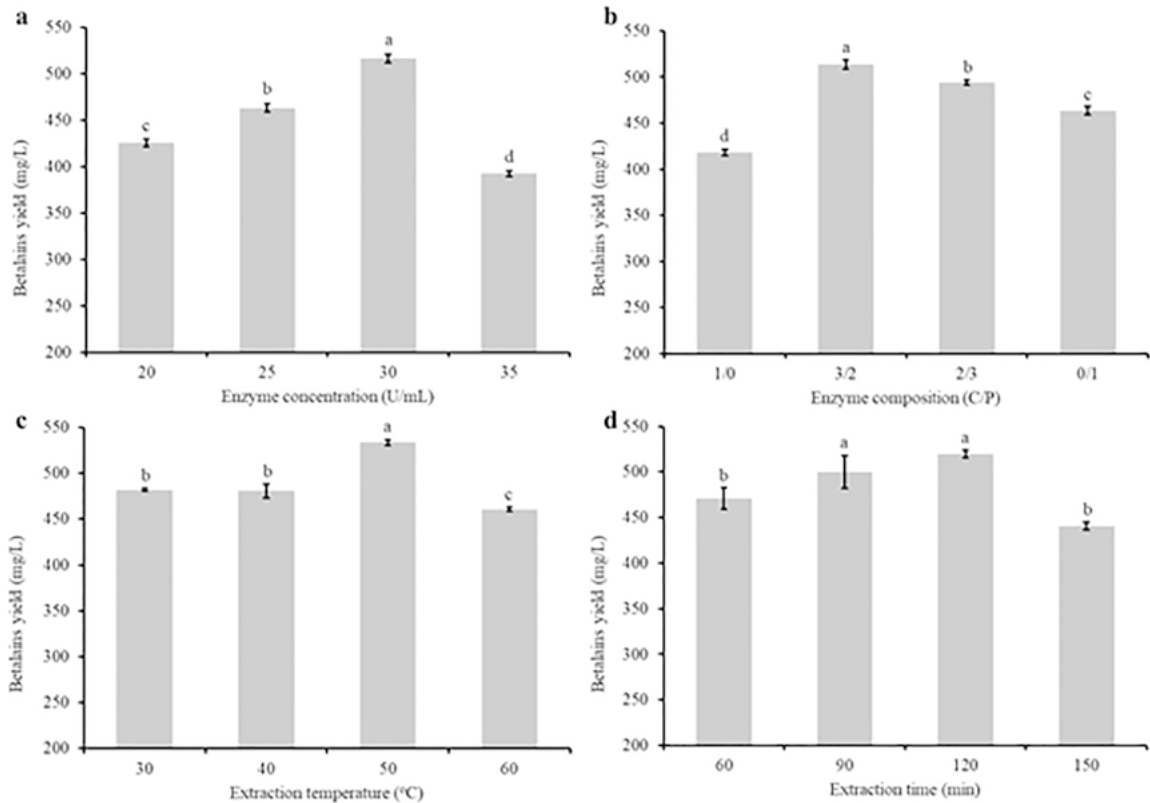 a
Betalains yield (mg/L)
550
500
450
400
350
300
250
200
c
b
a
d
20 25 30 35
Enzyme concentration (U/mL)
b
Betalains yield (mg/L)
550
500
450
400
350
300
250
200
d
a
b
c
1/0 3/2 2/3 0/1
Enzyme composition (C/P)
c
Betalains yield (mg/L)
550
500
450
400
350
300
250
200
b
b
a
c
30 40 50 60
Extraction temperature (°C)
d
Betalains yield (mg/L)
550
500
450
400
350
300
250
200
b
a
a
b
60 90 120 150
Extraction time (min)